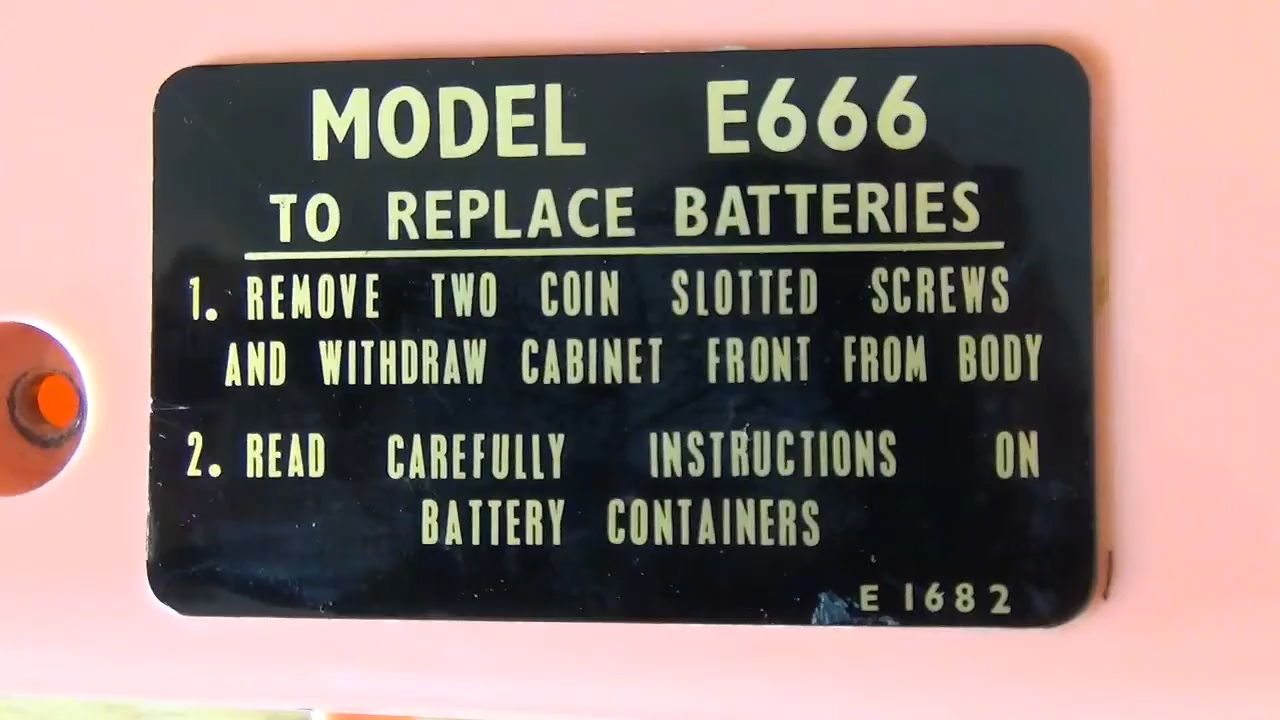 MODEL E666
TO REPLACE BATTERIES
1. REMOVE TWO COIN SLOTTED SCREWS
AND WITHDRAW CABINET FRONT FROM BODY
2. READ CAREFULLY INSTRUCTIONS ON
BATTERY CONTAINERS
E 1682